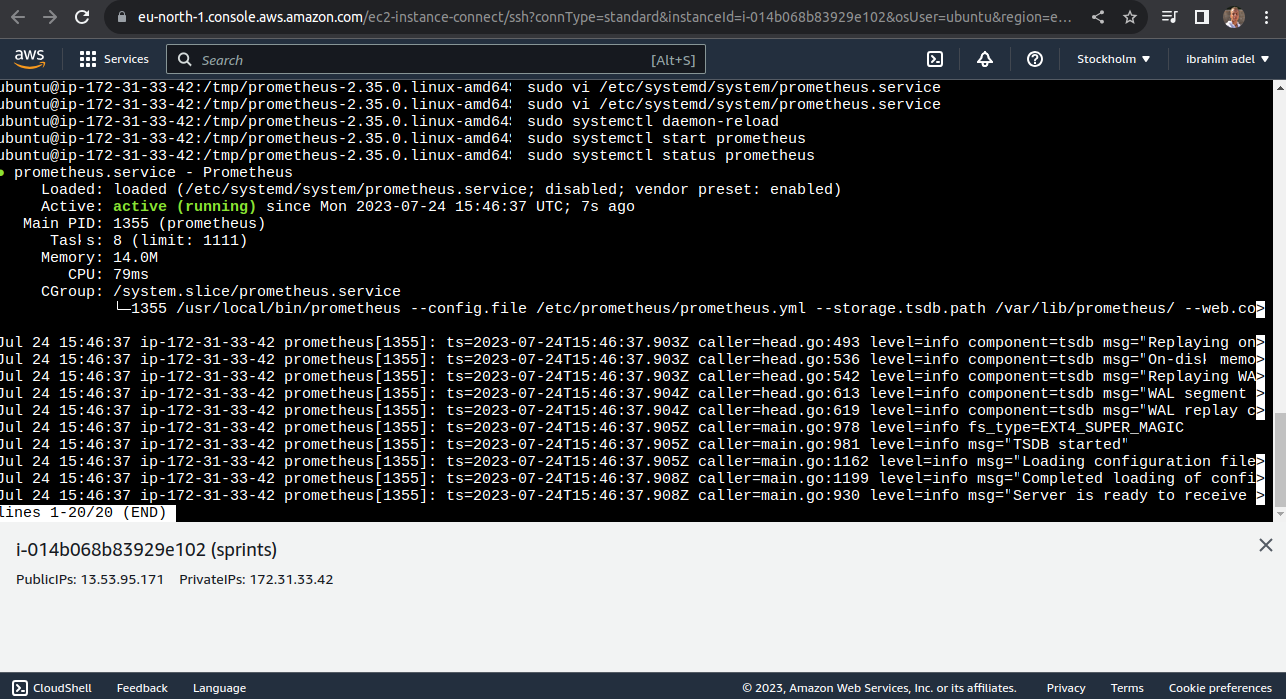 eu-north-1.console.aws.amazon.com/ec2-instance-connect/ssh?connType=standard&instanceId=i-014b068b83929e102&osUser=ubuntu&region=e...
aws Services Search [Alt+S] Stockholm ▼ ibrahim adel ▼
ubuntu@ip-172-31-33-42:/tmp/prometheus-2.35.0.linux-amd64$ sudo vi /etc/systemd/system/prometheus.service
ubuntu@ip-172-31-33-42:/tmp/prometheus-2.35.0.linux-amd64$ sudo vi /etc/systemd/system/prometheus.service
ubuntu@ip-172-31-33-42:/tmp/prometheus-2.35.0.linux-amd64$ sudo systemctl daemon-reload
ubuntu@ip-172-31-33-42:/tmp/prometheus-2.35.0.linux-amd64$ sudo systemctl start prometheus
ubuntu@ip-172-31-33-42:/tmp/prometheus-2.35.0.linux-amd64$ sudo systemctl status prometheus
● prometheus.service - Prometheus
Loaded: loaded (/etc/systemd/system/prometheus.service; disabled; vendor preset: enabled)
Active: active (running) since Mon 2023-07-24 15:46:37 UTC; 7s ago
Main PID: 1355 (prometheus)
Tasks: 8 (limit: 1111)
Memory: 14.0M
CPU: 79ms
CGroup: /system.slice/prometheus.service
└─1355 /usr/local/bin/prometheus --config.file /etc/prometheus/prometheus.yml --storage.tsdb.path /var/lib/prometheus/ --web.co>
Jul 24 15:46:37 ip-172-31-33-42 prometheus[1355]: ts=2023-07-24T15:46:37.903Z caller=head.go:493 level=info component=tsdb msg="Replaying on>
Jul 24 15:46:37 ip-172-31-33-42 prometheus[1355]: ts=2023-07-24T15:46:37.903Z caller=head.go:536 level=info component=tsdb msg="On-disk memo>
Jul 24 15:46:37 ip-172-31-33-42 prometheus[1355]: ts=2023-07-24T15:46:37.903Z caller=head.go:542 level=info component=tsdb msg="Replaying WA>
Jul 24 15:46:37 ip-172-31-33-42 prometheus[1355]: ts=2023-07-24T15:46:37.904Z caller=head.go:613 level=info component=tsdb msg="WAL segment >
Jul 24 15:46:37 ip-172-31-33-42 prometheus[1355]: ts=2023-07-24T15:46:37.904Z caller=head.go:619 level=info component=tsdb msg="WAL replay c>
Jul 24 15:46:37 ip-172-31-33-42 prometheus[1355]: ts=2023-07-24T15:46:37.905Z caller=main.go:978 level=info fs_type=EXT4_SUPER_MAGIC
Jul 24 15:46:37 ip-172-31-33-42 prometheus[1355]: ts=2023-07-24T15:46:37.905Z caller=main.go:981 level=info msg="TSDB started"
Jul 24 15:46:37 ip-172-31-33-42 prometheus[1355]: ts=2023-07-24T15:46:37.905Z caller=main.go:1162 level=info msg="Loading configuration file>
Jul 24 15:46:37 ip-172-31-33-42 prometheus[1355]: ts=2023-07-24T15:46:37.908Z caller=main.go:1199 level=info msg="Completed loading of confi>
Jul 24 15:46:37 ip-172-31-33-42 prometheus[1355]: ts=2023-07-24T15:46:37.908Z caller=main.go:930 level=info msg="Server is ready to receive >
lines 1-20/20 (END)
i-014b068b83929e102 (sprints)
PublicIPs: 13.53.95.171 PrivateIPs: 172.31.33.42
CloudShell Feedback Language © 2023, Amazon Web Services, Inc. or its affiliates. Privacy Terms Cookie preferences